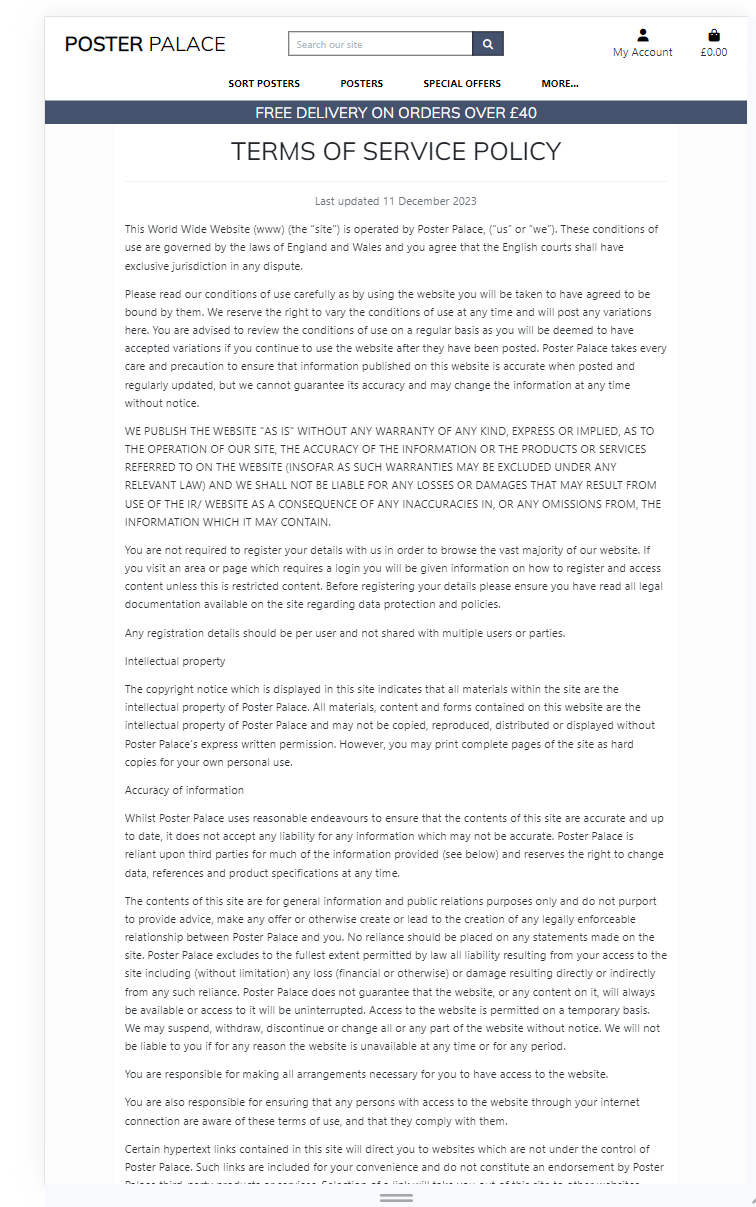 POSTER PALACE
Search our site
My Account
£0.00
SORT POSTERS
POSTERS
SPECIAL OFFERS
MORE...
FREE DELIVERY ON ORDERS OVER £40
TERMS OF SERVICE POLICY
Last updated 11 December 2023
This World Wide Website (www) (the "site") is operated by Poster Palace, ("us" or "we"). These conditions of
use are governed by the laws of England and Wales and you agree that the English courts shall have
exclusive jurisdiction in any dispute.
Please read our conditions of use carefully as by using the website you will be taken to have agreed to be
bound by them. We reserve the right to vary the conditions of use at any time and will post any variations
here. You are advised to review the conditions of use on a regular basis as you will be deemed to have
accepted variations if you continue to use the website after they have been posted. Poster Palace takes every
care and precaution to ensure that information published on this website is accurate when posted and
regularly updated, but we cannot guarantee its accuracy and may change the information at any time
without notice.
WE PUBLISH THE WEBSITE "AS IS" WITHOUT ANY WARRANTY OF ANY KIND, EXPRESS OR IMPLIED, AS TO
THE OPERATION OF OUR SITE, THE ACCURACY OF THE INFORMATION OR THE PRODUCTS OR SERVICES
REFERRED TO ON THE WEBSITE (INSOFAR AS SUCH WARRANTIES MAY BE EXCLUDED UNDER ANY
RELEVANT LAW) AND WE SHALL NOT BE LIABLE FOR ANY LOSSES OR DAMAGES THAT MAY RESULT FROM
USE OF THE IR/ WEBSITE AS A CONSEQUENCE OF ANY INACCURACIES IN, OR ANY OMISSIONS FROM, THE
INFORMATION WHICH IT MAY CONTAIN.
You are not required to register your details with us in order to browse the vast majority of our website. If
you visit an area or page which requires a login you will be given information on how to register and access
content unless this is restricted content. Before registering your details please ensure you have read all legal
documentation available on the site regarding data protection and policies.
Any registration details should be per user and not shared with multiple users or parties.
Intellectual property
The copyright notice which is displayed in this site indicates that all materials within the site are the
intellectual property of Poster Palace. All materials, content and forms contained on this website are the
intellectual property of Poster Palace and may not be copied, reproduced, distributed or displayed without
Poster Palace's express written permission. However, you may print complete pages of the site as hard
copies for your own personal use.
Accuracy of information
Whilst Poster Palace uses reasonable endeavours to ensure that the contents of this site are accurate and up
to date, it does not accept any liability for any information which may not be accurate. Poster Palace is
reliant upon third parties for much of the information provided (see below) and reserves the right to change
data, references and product specifications at any time.
The contents of this site are for general information and public relations purposes only and do not purport
to provide advice, make any offer or otherwise create or lead to the creation of any legally enforceable
relationship between Poster Palace and you. No reliance should be placed on any statements made on the
site. Poster Palace excludes to the fullest extent permitted by law all liability resulting from your access to the
site including (without limitation) any loss (financial or otherwise) or damage resulting directly or indirectly
from any such reliance. Poster Palace does not guarantee that the website, or any content on it, will always
be available or access to it will be uninterrupted. Access to the website is permitted on a temporary basis.
We may suspend, withdraw, discontinue or change all or any part of the website without notice. We will not
be liable to you if for any reason the website is unavailable at any time or for any period.
You are responsible for making all arrangements necessary for you to have access to the website.
You are also responsible for ensuring that any persons with access to the website through your internet
connection are aware of these terms of use, and that they comply with them.
Certain hypertext links contained in this site will direct you to websites which are not under the control of
Poster Palace. Such links are included for your convenience and do not constitute an endorsement by Poster